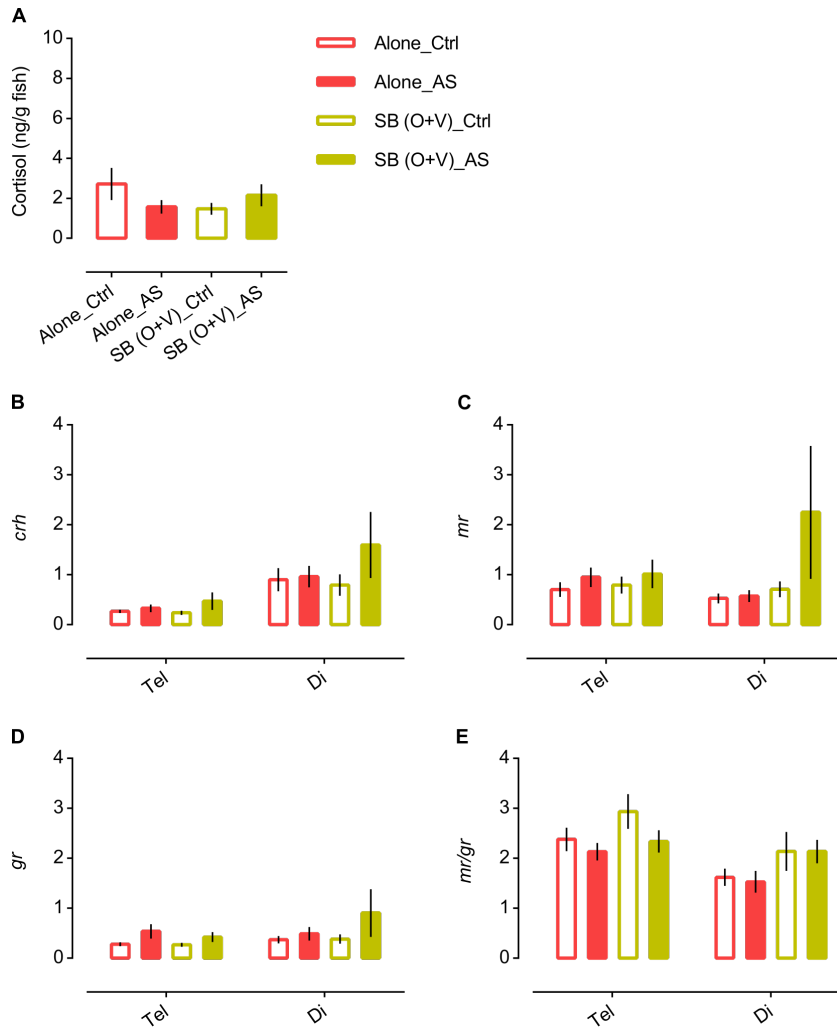 A
Cortisol (ng/g fish)
10
8
6
4
2
0
Alone_Ctrl
Alone_AS
SB (O+V)_Ctrl
SB (O+V)_AS
Alone_Ctrl
Alone_AS
SB (O+V)_Ctrl
SB (O+V)_AS
B
crh
4
3
2
1
0
Tel
Di
C
mr
4
3
2
1
0
Tel
Di
D
gr
4
3
2
1
0
Tel
Di
E
mr/gr
4
3
2
1
0
Tel
Di